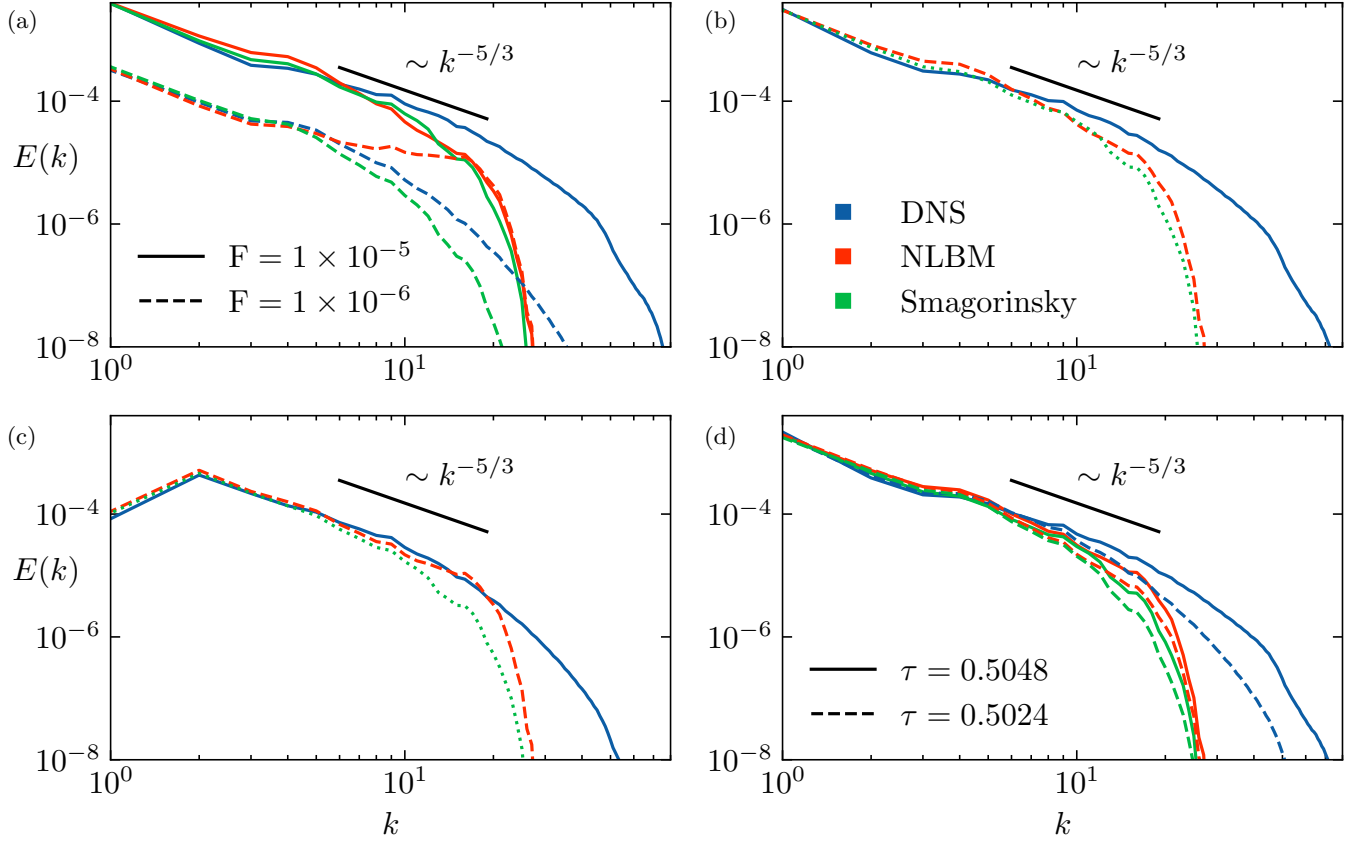 (a)
∼ k^{−5/3}
10^{−4}
E(k)
10^{−6}
F = 1 × 10^{−5}
F = 1 × 10^{−6}
10^{−8}
10^{0}
10^{1}
(b)
∼ k^{−5/3}
10^{−4}
10^{−6}
DNS
NLBM
Smagorinsky
10^{−8}
10^{0}
10^{1}
(c)
∼ k^{−5/3}
10^{−4}
E(k)
10^{−6}
10^{−8}
10^{0}
10^{1}
k
(d)
∼ k^{−5/3}
10^{−4}
10^{−6}
τ = 0.5048
τ = 0.5024
10^{−8}
10^{0}
10^{1}
k